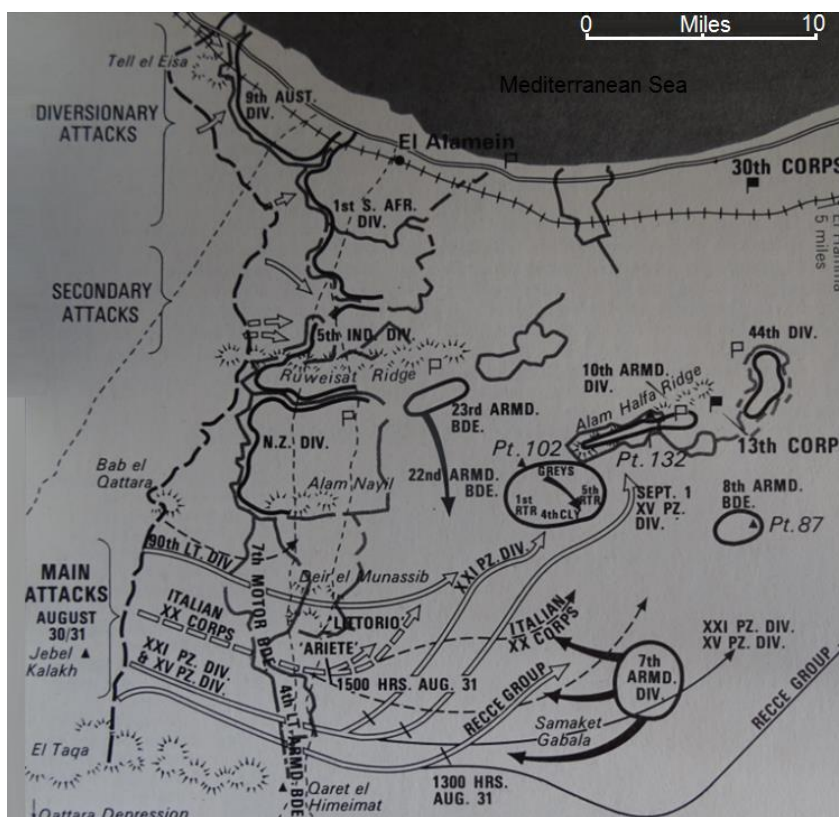 0 Miles 10
Mediterranean Sea
Tell el Eisa
9th AUST.
DIV.
DIVERSIONARY
ATTACKS
El Alamein
30th CORPS
1st S. AFR.
DIV.
El Hamma
5 miles
SECONDARY
ATTACKS
5th IND. DIV.
Ruweisat Ridge
44th DIV.
10th ARMD.
DIV.
Alam Halfa Ridge
23rd ARMD.
BDE.
13th CORP
N.Z. DIV.
Pt. 102
Pt. 132
22nd ARMD.
BDE.
GREYS
1st
RTR
5th
RTR
4th CLY
Bab el
Qattara
Alam Nayil
SEPT. 1
XV PZ.
DIV.
8th ARMD.
BDE.
Pt. 87
90th LT. DIV
7th MOTOR BDE
Deir el Munassib
XXI PZ. DIV.
MAIN
ATTACKS
AUGUST
30/31
Jebel
Kalakh
ITALIAN
XX CORPS
'LITTORIO'
'ARIETE'
ITALIAN
XX CORPS
XXI PZ. DIV.
XV PZ. DIV.
XXI PZ. DIV.
& XV PZ. DIV.
1500 HRS. AUG. 31
7th
ARMD.
DIV.
RECCE GROUP
RECCE GROUP
4th LT. ARMD BDE
Samaket
Gabala
El Taqa
Qaret el
Himeimat
1300 HRS.
AUG. 31
Qattara Depression